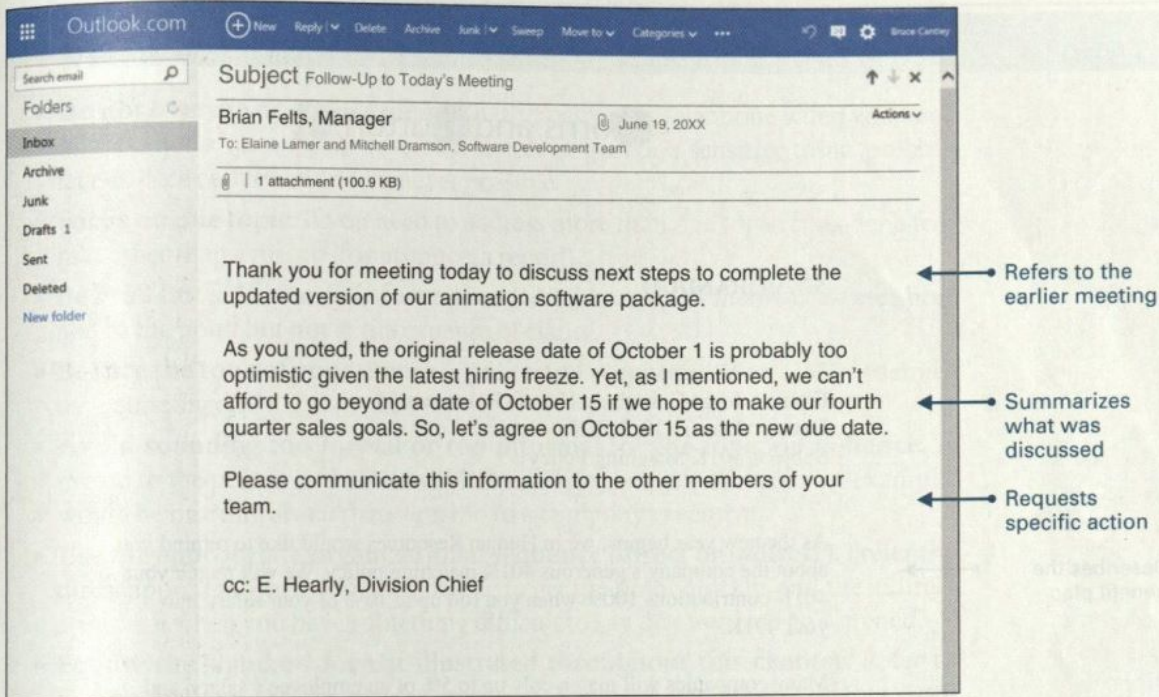 Outlook.com
New Reply Delete Archive Junk Sweep Move to Categories ••• Bruce Cantley
Search email
Folders
Inbox
Archive
Junk
Drafts 1
Sent
Deleted
New folder
Subject Follow-Up to Today's Meeting
Brian Felts, Manager June 19, 20XX Actions
To: Elaine Lamer and Mitchell Dramson, Software Development Team
1 attachment (100.9 KB)
Thank you for meeting today to discuss next steps to complete the
updated version of our animation software package.
As you noted, the original release date of October 1 is probably too
optimistic given the latest hiring freeze. Yet, as I mentioned, we can't
afford to go beyond a date of October 15 if we hope to make our fourth
quarter sales goals. So, let's agree on October 15 as the new due date.
Please communicate this information to the other members of your
team.
cc: E. Hearly, Division Chief
Refers to the
earlier meeting
Summarizes
what was
discussed
Requests
specific action